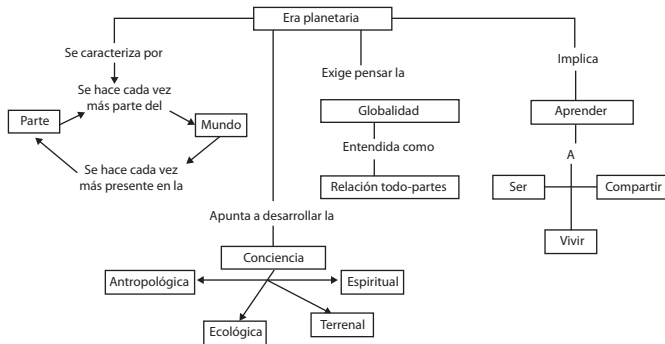 Era planetaria
Se caracteriza por
Se hace cada vez
más parte del
Parte
Mundo
Se hace cada vez
más presente en la
Exige pensar la
Globalidad
Entendida como
Relación todo-partes
Implica
Aprender
A
Ser
Compartir
Vivir
Apunta a desarrollar la
Conciencia
Antropológica
Espiritual
Ecológica
Terrenal